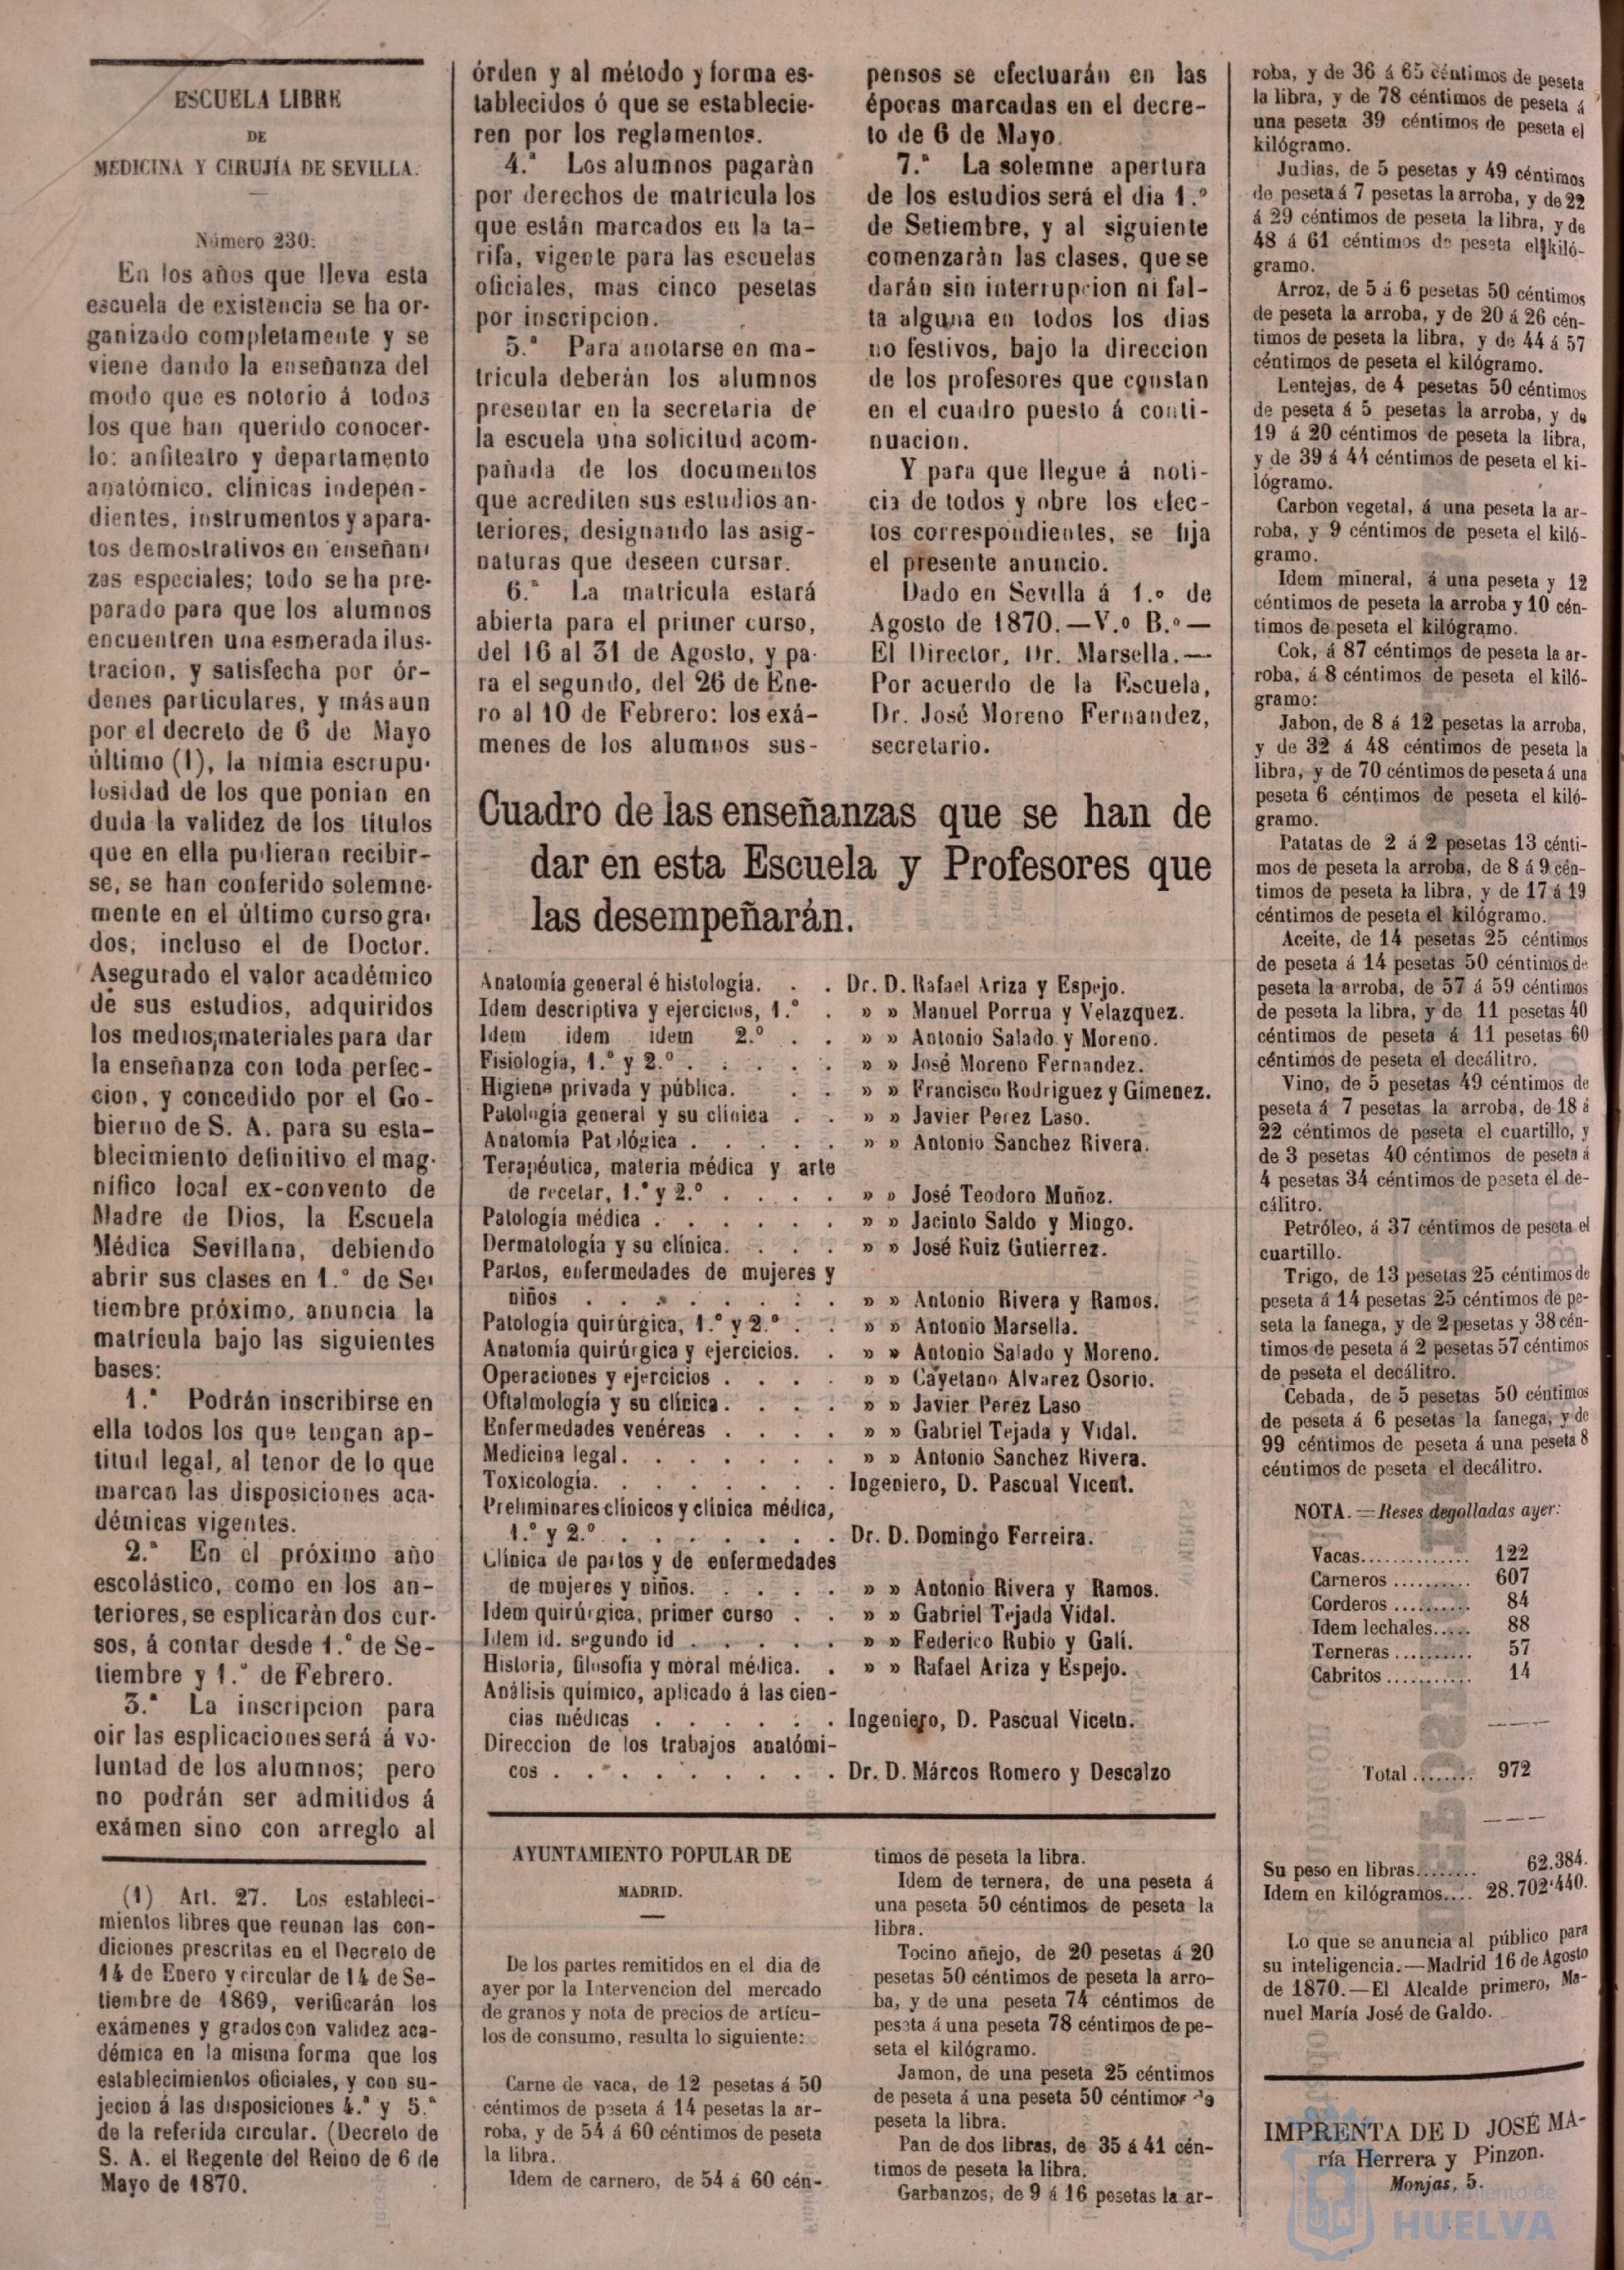 ESCUELA LIBRE
DE
MEDICINA Y CIRUJÍA DE SEVILLA.
Número 230.
En los años que lleva esta
escuela de existencia se ha or-
ganizado completamente y se
viene dando la enseñanza del
modo que es notorio á todos
los que han querido conocer-
lo: anfiteatro y departamento
anatómico, clínicas indepen-
dientes, instrumentos y apara-
tos demostrativos en enseñan-
zas especiales; todo se ha pre-
parado para que los alumnos
encuentren una esmerada ilus-
tracion, y satisfecha por ór-
denes particulares, y más aun
por el decreto de 6 de Mayo
último (1), la nímia escrupu-
losidad de los que ponian en
duda la validez de los títulos
que en ella pudieran recibir-
se, se han conferido solemne-
mente en el último curso gra-
dos, incluso el de Doctor.
Asegurado el valor académico
de sus estudios, adquiridos
los medios materiales para dar
la enseñanza con toda perfec-
cion, y concedido por el Go-
bierno de S. A. para su esta-
blecimiento definitivo el mag-
nífico local ex-convento de
Madre de Dios, la Escuela
Médica Sevillana, debiendo
abrir sus clases en 1.° de Se-
tiembre próximo, anuncia la
matrícula bajo las siguientes
bases:
1.ª Podrán inscribirse en
ella todos los que tengan ap-
titud legal, al tenor de lo que
marcan las disposiciones aca-
démicas vigentes.
2.ª En el próximo año
escolástico, como en los an-
teriores, se esplicarán dos cur-
sos, á contar desde 1.° de Se-
tiembre y 1.° de Febrero.
3.ª La inscripcion para
oir las esplicaciones será á vo-
luntad de los alumnos; pero
no podrán ser admitidos á
exámen sino con arreglo al
(1) Art. 27. Los estableci-
mientos libres que reunan las con-
diciones prescritas en el Decreto de
14 de Enero y circular de 14 de Se-
tiembre de 1869, verificarán los
exámenes y grados con validez aca-
démica en la misma forma que los
establecimientos oficiales, y con su-
jecion á las disposiciones 4.ª y 5.ª
de la referida circular. (Decreto de
S. A. el Regente del Reino de 6 de
Mayo de 1870.
órden y al método y forma es-
tablecidos ó que se establecie-
ren por los reglamentos.
4.ª Los alumnos pagarán
por derechos de matrícula los
que están marcados en la ta-
rifa, vigente para las escuelas
oficiales, mas cinco pesetas
por inscripcion.
5.ª Para anotarse en ma-
trícula deberán los alumnos
presentar en la secretaria de
la escuela una solicitud acom-
pañada de los documentos
que acrediten sus estudios an-
teriores, designando las asig-
naturas que deseen cursar.
6.ª La matricula estará
abierta para el primer curso,
del 16 al 31 de Agosto, y pa-
ra el segundo, del 26 de Ene-
ro al 10 de Febrero: los exá-
menes de los alumnos sus-
pensos se efectuarán en las
épocas marcadas en el decre-
to de 6 de Mayo.
7.ª La solemne apertura
de los estudios será el dia 1.°
de Setiembre, y al siguiente
comenzarán las clases, que se
darán sin interrupcion ni fal-
ta alguna en todos los dias
no festivos, bajo la direccion
de los profesores que constan
en el cuadro puesto á conti-
nuacion.
Y para que llegue á noti-
cia de todos y obre los efec-
tos correspondientes, se fija
el presente anuncio.
Dado en Sevilla á 1.° de
Agosto de 1870.—V.° B.°—
El Director, Dr. Marsella.—
Por acuerdo de la Escuela,
Dr. José Moreno Fernandez,
secretario.
Cuadro de las enseñanzas que se han de
dar en esta Escuela y Profesores que
las desempeñarán.
Anatomía general é histología. . . Dr. D. Rafael Ariza y Espejo.
Idem descriptiva y ejercicios, 1.° . » » Manuel Porrua y Velazquez.
Idem idem idem 2.° . . » » Antonio Salado y Moreno.
Fisiología, 1.° y 2.° . . . . . » » José Moreno Fernandez.
Higiene privada y pública. . . » » Francisco Rodriguez y Gimenez.
Patología general y su clínica . . » » Javier Perez Laso.
Anatomía Patológica . . . . . » » Antonio Sanchez Rivera.
Terapéutica, materia médica y arte
de recetar, 1.° y 2.° . . . . . » » José Teodoro Muñoz.
Patología médica . . . . . . . » » Jacinto Saldo y Miogo.
Dermatología y su clínica. . . . » » José Ruiz Gutierrez.
Partos, enfermedades de mujeres y
niños . . . . . . . . » » Antonio Rivera y Ramos.
Patología quirúrgica, 1.° y 2.° . . » » Antonio Marsella.
Anatomía quirúrgica y ejercicios. . » » Antonio Salado y Moreno.
Operaciones y ejercicios . . . . » » Cayetano Alvarez Osorio.
Oftalmología y su clínica. . . . » » Javier Perez Laso
Enfermedades venéreas . . . . » » Gabriel Tejada y Vidal.
Medicina legal. . . . . . . » » Antonio Sanchez Rivera.
Toxicología. . . . . . . . Ingeniero, D. Pascual Vicent.
Preliminares clínicos y clínica médica,
1.° y 2.° . . . . . . . . Dr. D. Domingo Ferreira.
Clínica de partos y de enfermedades
de mujeres y niños. . . . . . » » Antonio Rivera y Ramos.
Idem quirúrgica, primer curso . . » » Gabriel Tejada Vidal.
Idem id. segundo id . . . . . » » Federico Rubio y Galí.
Historia, filosofía y moral médica. . » » Rafael Ariza y Espejo.
Análisis químico, aplicado á las cien-
cias médicas . . . . . . . Ingeniero, D. Pascual Viceto.
Direccion de los trabajos anatómi-
cos . . . . . . . . . . Dr. D. Márcos Romero y Descalzo
AYUNTAMIENTO POPULAR DE
MADRID.
De los partes remitidos en el dia de
ayer por la Intervencion del mercado
de granos y nota de precios de artícu-
los de consumo, resulta lo siguiente:
Carne de vaca, de 12 pesetas á 50
céntimos de peseta á 14 pesetas la ar-
roba, y de 54 á 60 céntimos de peseta
la libra.
Idem de carnero, de 54 á 60 cén-
timos de peseta la libra.
Idem de ternera, de una peseta á
una peseta 50 céntimos de peseta la
libra.
Tocino añejo, de 20 pesetas á 20
pesetas 50 céntimos de peseta la arro-
ba, y de una peseta 74 céntimos de
peseta á una peseta 78 céntimos de pe-
seta el kilógramo.
Jamon, de una peseta 25 céntimos
de peseta á una peseta 50 céntimos de
peseta la libra.
Pan de dos libras, de 35 á 41 cén-
timos de peseta la libra.
Garbanzos, de 9 á 16 pesetas la ar-
roba, y de 36 á 65 céntimos de peseta
la libra, y de 78 céntimos de peseta á
una peseta 39 céntimos de peseta el
kilógramo.
Judias, de 5 pesetas y 49 céntimos
de peseta á 7 pesetas la arroba, y de 22
á 29 céntimos de peseta la libra, y de
48 á 61 céntimos de peseta el kiló-
gramo.
Arroz, de 5 á 6 pesetas 50 céntimos
de peseta la arroba, y de 20 á 26 cén-
timos de peseta la libra, y de 44 á 57
céntimos de peseta el kilógramo.
Lentejas, de 4 pesetas 50 céntimos
de peseta á 5 pesetas la arroba, y de
19 á 20 céntimos de peseta la libra,
y de 39 á 44 céntimos de peseta el ki-
lógramo.
Carbon vegetal, á una peseta la ar-
roba, y 9 céntimos de peseta el kiló-
gramo.
Idem mineral, á una peseta y 12
céntimos de peseta la arroba y 10 cén-
timos de peseta el kilógramo.
Cok, á 87 céntimos de peseta la ar-
roba, á 8 céntimos de peseta el kiló-
gramo:
Jabon, de 8 á 12 pesetas la arroba,
y de 32 á 48 céntimos de peseta la
libra, y de 70 céntimos de peseta á una
peseta 6 céntimos de peseta el kiló-
gramo.
Patatas de 2 á 2 pesetas 13 cénti-
mos de peseta la arroba, de 8 á 9 cén-
timos de peseta la libra, y de 17 á 19
céntimos de peseta el kilógramo.
Aceite, de 14 pesetas 25 céntimos
de peseta á 14 pesetas 50 céntimos de
peseta la arroba, de 57 á 59 céntimos
de peseta la libra, y de 11 pesetas 40
céntimos de peseta á 11 pesetas 60
céntimos de peseta el decálitro.
Vino, de 5 pesetas 49 céntimos de
peseta á 7 pesetas la arroba, de 18 á
22 céntimos de peseta el cuartillo, y
de 3 pesetas 40 céntimos de peseta á
4 pesetas 34 céntimos de peseta el de-
cálitro.
Petróleo, á 37 céntimos de peseta el
cuartillo.
Trigo, de 13 pesetas 25 céntimos de
peseta á 14 pesetas 25 céntimos de pe-
seta la fanega, y de 2 pesetas y 38 cén-
timos de peseta á 2 pesetas 57 céntimos
de peseta el decálitro.
Cebada, de 5 pesetas 50 céntimos
de peseta á 6 pesetas la fanega, y de
99 céntimos de peseta á una peseta 8
céntimos de peseta el decálitro.
NOTA.—Reses degolladas ayer:
Vacas.............. 122
Carneros .......... 607
Corderos .......... 84
Idem lechales..... 88
Terneras .......... 57
Cabritos ........... 14
Total ........ 972
Su peso en libras........ 62.384.
Idem en kilógramos.... 28.702'440.
Lo que se anuncia al público para
su inteligencia.—Madrid 16 de Agosto
de 1870.—El Alcalde primero, Ma-
nuel María José de Galdo.
IMPRENTA DE D JOSÉ MA-
ría Herrera y Pinzon.
Monjas, 5.
Ayuntamiento de
HUELVA